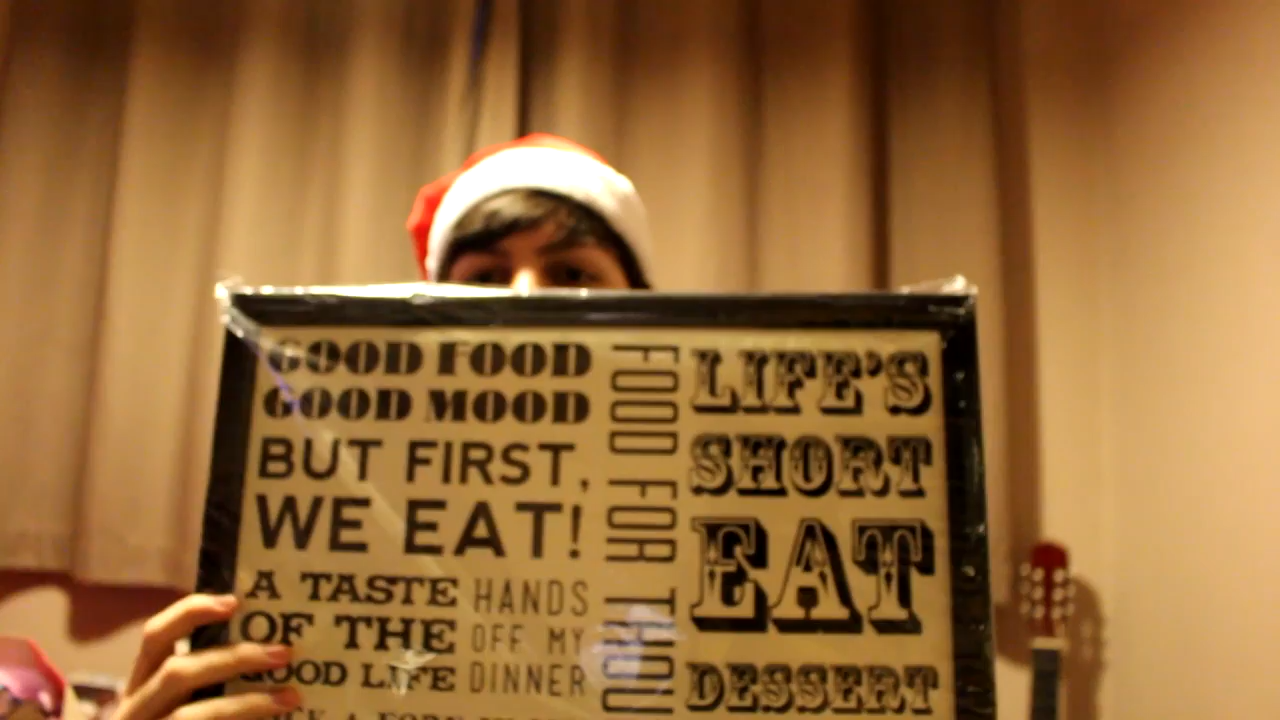 GOOD FOOD
GOOD MOOD
BUT FIRST,
WE EAT!
A TASTE
OF THE
GOOD LIFE
HANDS
OFF MY
DINNER
FOOD FOR THOU
LIFE'S
SHORT
EAT
DESSERT